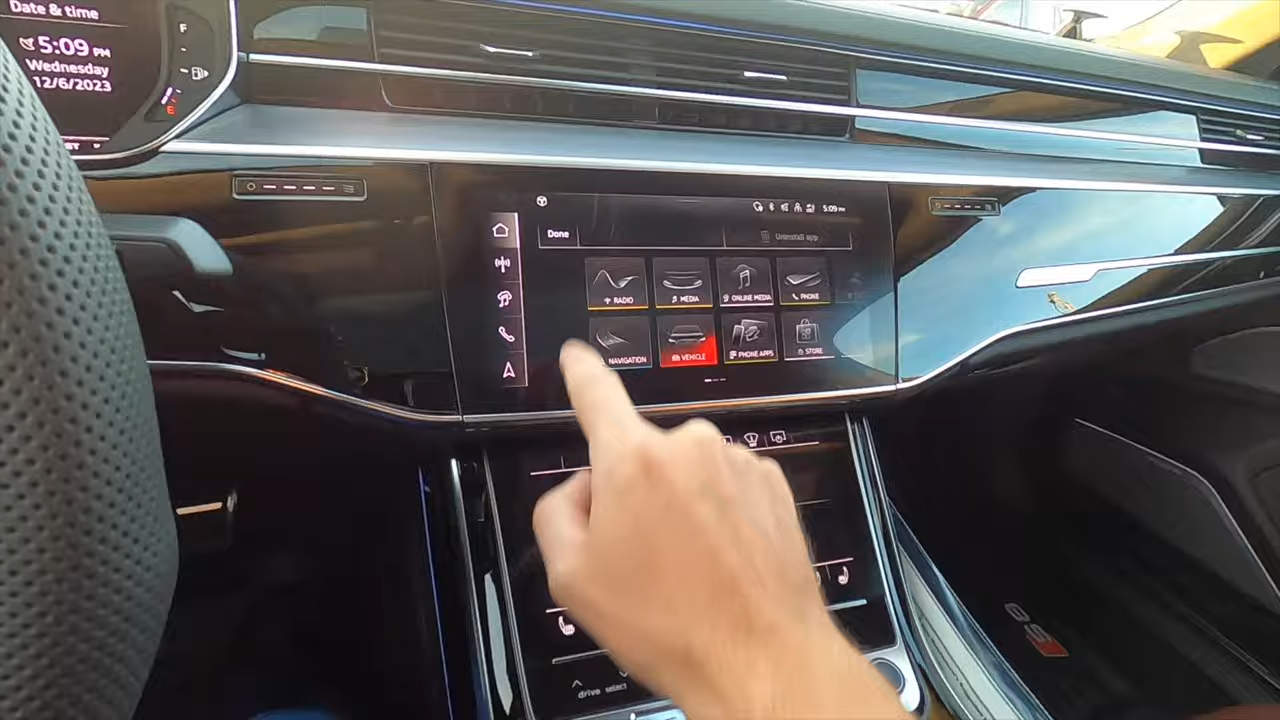 Date & time
5:09 PM
Wednesday
12/6/2023
F
E
5:09 PM
Done
Uninstall app
RADIO
MEDIA
ONLINE MEDIA
PHONE
NAVIGATION
VEHICLE
PHONE APPS
STORE
drive select